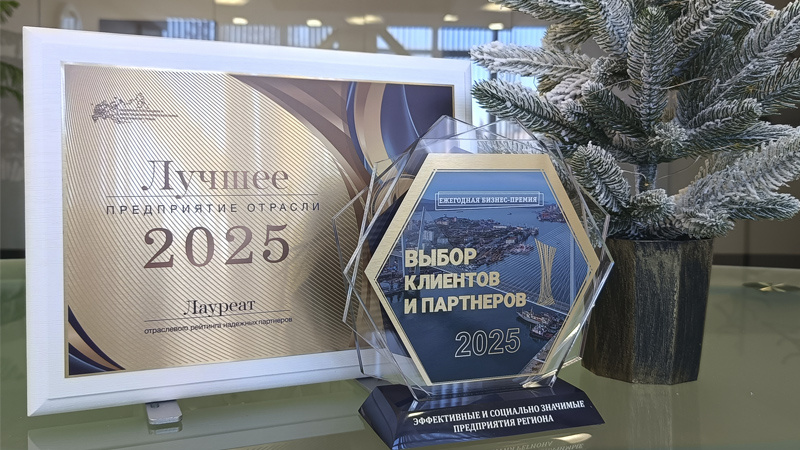 Лучшее
ПРЕДПРИЯТИЕ ОТРАСЛИ
2025
Лауреат
отраслевого рейтинга надежных партнеров
ЕЖЕГОДНАЯ БИЗНЕС-ПРЕМИЯ
ВЫБОР
КЛИЕНТОВ
И ПАРТНЕРОВ
2025
ЭФФЕКТИВНЫЕ И СОЦИАЛЬНО ЗНАЧИМЫЕ
ПРЕДПРИЯТИЯ РЕГИОНА